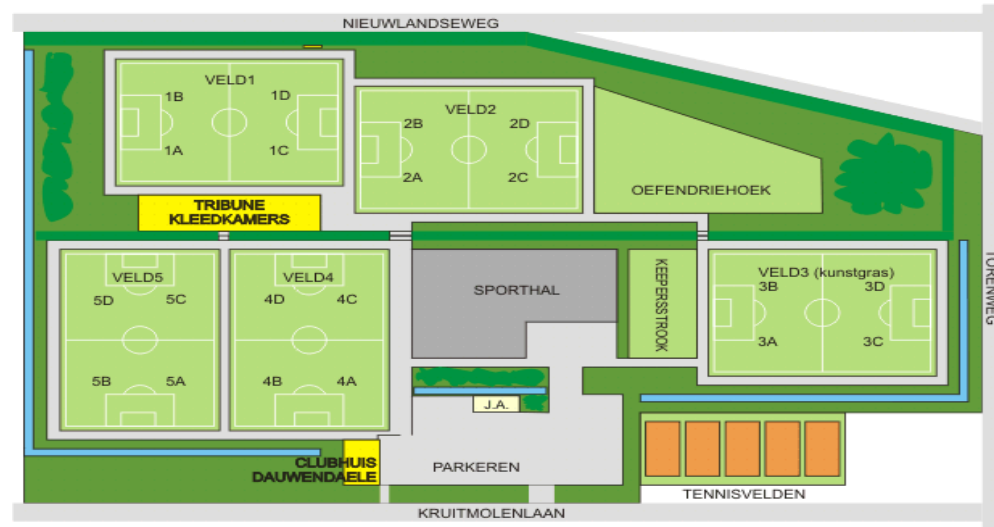 NIEUWLANDSEWEG
VELD1
1B 1D
1A 1C
VELD2
2B 2D
2A 2C
OEFENDRIEHOEK
TRIBUNE
KLEEDKAMERS
VELD5
5D 5C
5B 5A
VELD4
4D 4C
4B 4A
SPORTHAL
KEEPERSSTROOK
VELD3 (kunstgras)
3B 3D
3A 3C
TORENWEG
J.A.
CLUBHUIS
DAUWENDAELE
PARKEREN
TENNISVELDEN
KRUITMOLENLAAN